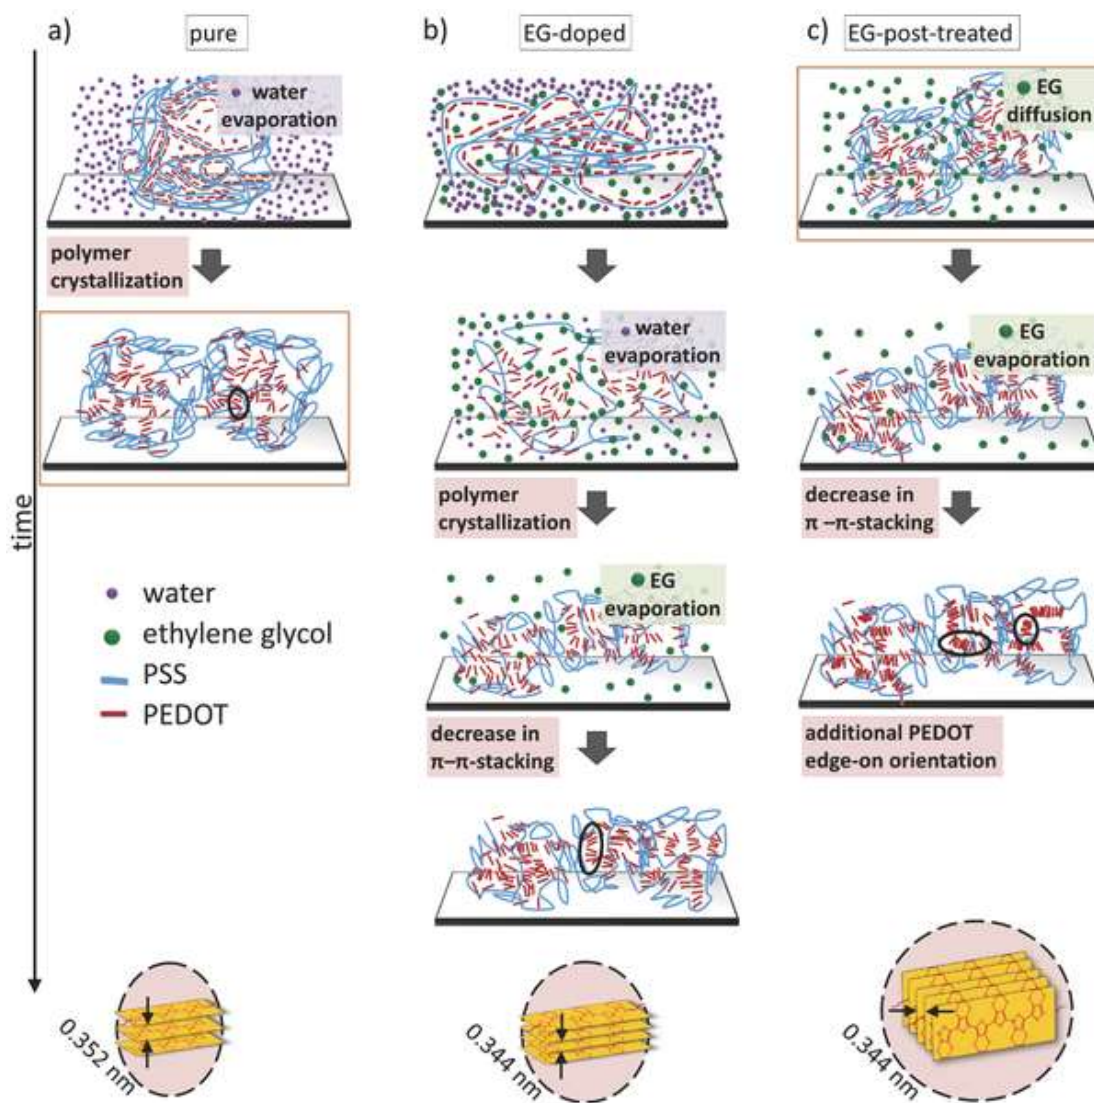 a)
pure
water
evaporation
polymer
crystallization
b)
EG-doped
water
evaporation
polymer
crystallization
EG
evaporation
decrease in
π–π-stacking
c)
EG-post-treated
EG
diffusion
EG
evaporation
decrease in
π –π-stacking
additional PEDOT
edge-on orientation
time
water
ethylene glycol
PSS
PEDOT
0.352 nm
0.344 nm
0.344 nm